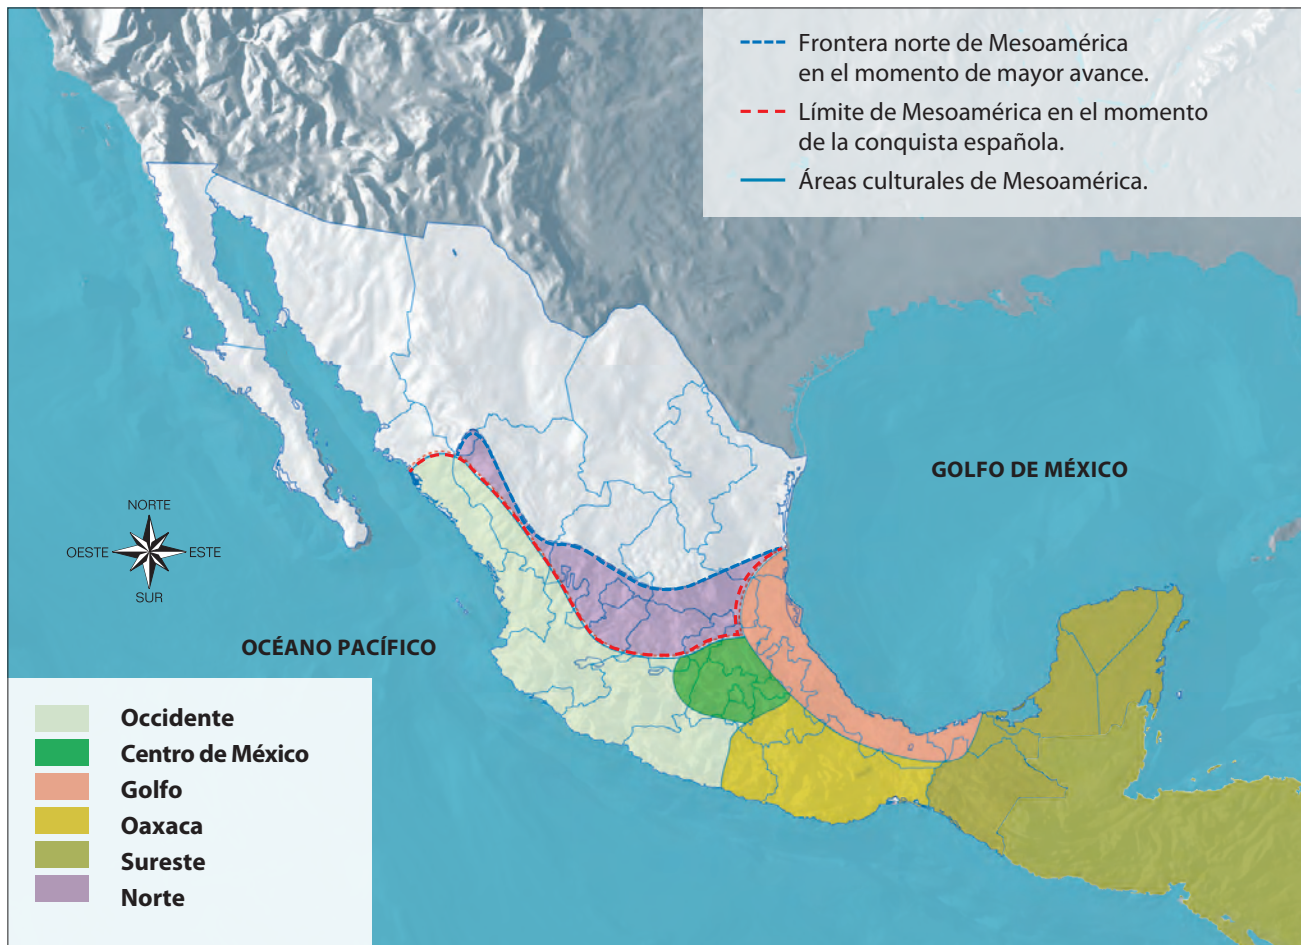 Frontera norte de Mesoamérica
en el momento de mayor avance.
Límite de Mesoamérica en el momento
de la conquista española.
Áreas culturales de Mesoamérica.
GOLFO DE MÉXICO
NORTE
OESTE
ESTE
SUR
OCÉANO PACÍFICO
Occidente
Centro de México
Golfo
Oaxaca
Sureste
Norte